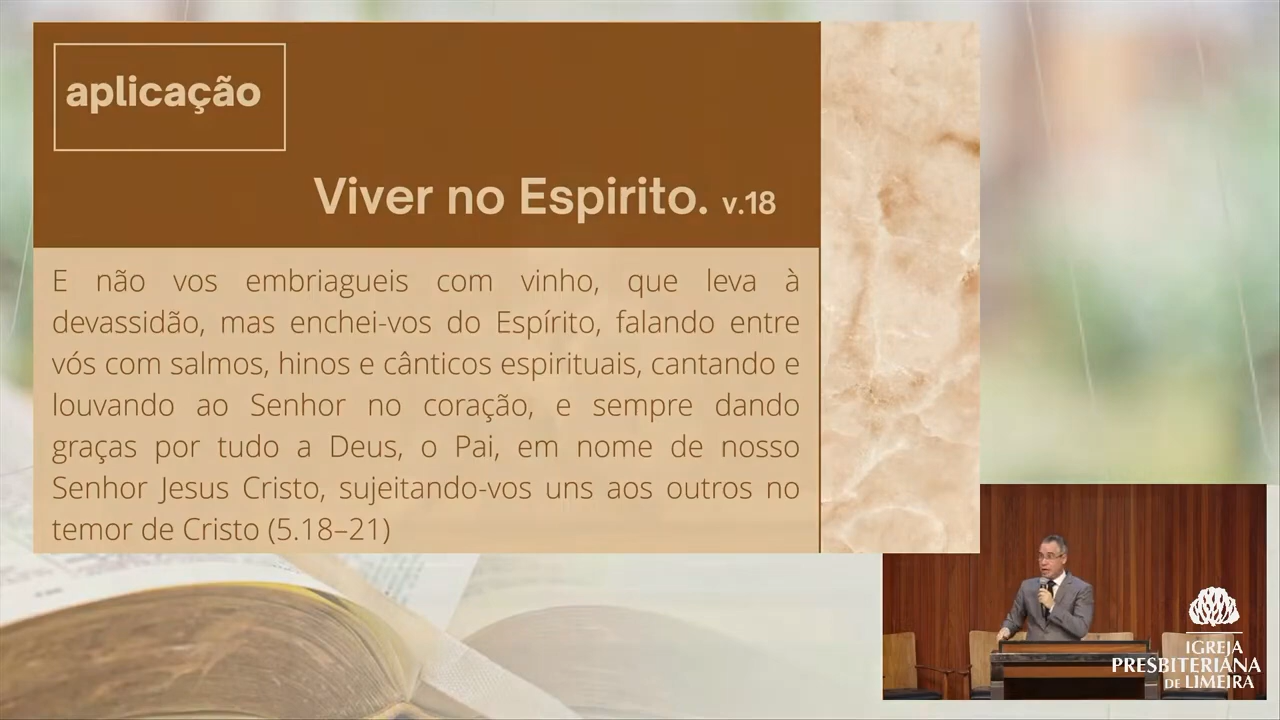 aplicação
Viver no Espirito. v.18
E não vos embriagueis com vinho, que leva à
devassidão, mas enchei-vos do Espírito, falando entre
vós com salmos, hinos e cânticos espirituais, cantando e
louvando ao Senhor no coração, e sempre dando
graças por tudo a Deus, o Pai, em nome de nosso
Senhor Jesus Cristo, sujeitando-vos uns aos outros no
temor de Cristo (5.18–21)
IGREJA
PRESBITERIANA
DE LIMEIRA